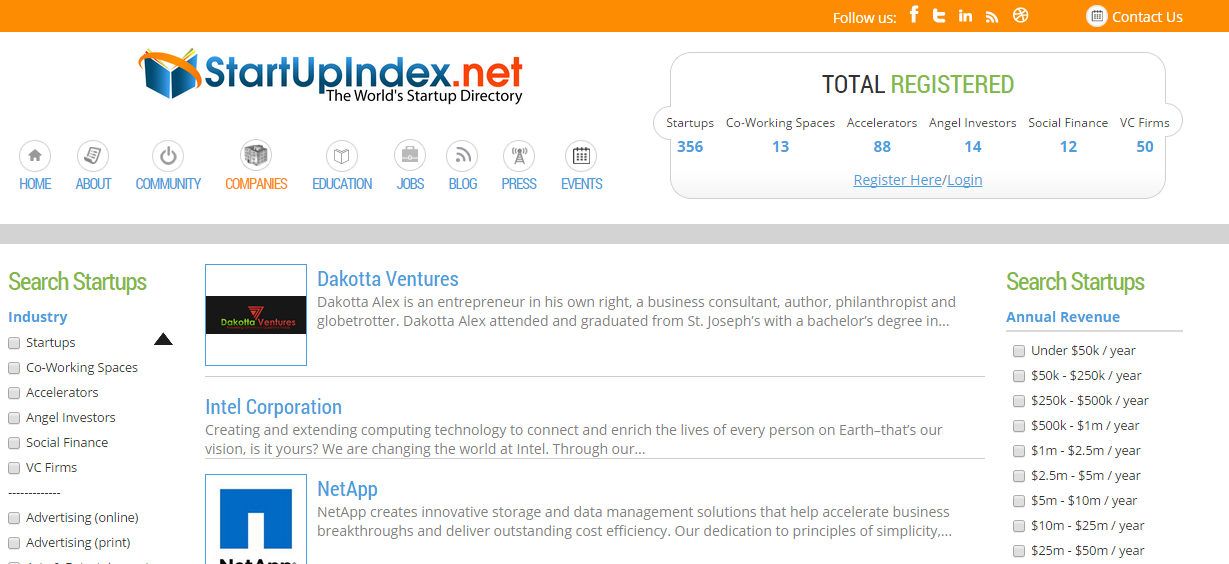 Follow us:
Contact Us
StartUpIndex.net
The World's Startup Directory
HOME
ABOUT
COMMUNITY
COMPANIES
EDUCATION
JOBS
BLOG
PRESS
EVENTS
TOTAL REGISTERED
Startups Co-Working Spaces Accelerators Angel Investors Social Finance VC Firms
356 13 88 14 12 50
Register Here/Login
Search Startups
Industry
Startups
Co-Working Spaces
Accelerators
Angel Investors
Social Finance
VC Firms
-------------
Advertising (online)
Advertising (print)
Dakotta Ventures
Dakotta Ventures
Dakotta Alex is an entrepreneur in his own right, a business consultant, author, philanthropist and
globetrotter. Dakotta Alex attended and graduated from St. Joseph’s with a bachelor’s degree in...
Intel Corporation
Creating and extending computing technology to connect and enrich the lives of every person on Earth–that’s our
vision, is it yours? We are changing the world at Intel. Through our...
NetApp
NetApp
NetApp creates innovative storage and data management solutions that help accelerate business
breakthroughs and deliver outstanding cost efficiency. Our dedication to principles of simplicity,...
Search Startups
Annual Revenue
Under $50k / year
$50k - $250k / year
$250k - $500k / year
$500k - $1m / year
$1m - $2.5m / year
$2.5m - $5m / year
$5m - $10m / year
$10m - $25m / year
$25m - $50m / year